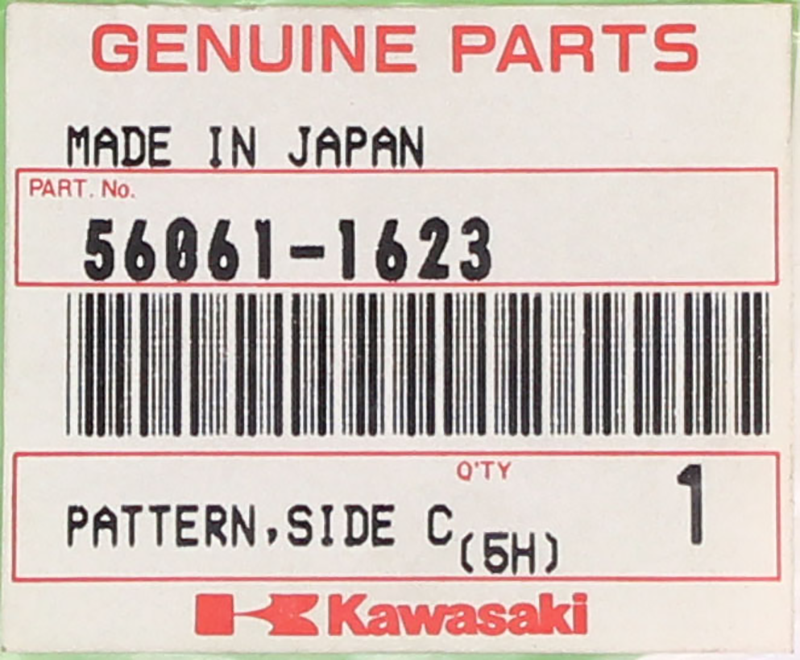 GENUINE PARTS
MADE IN JAPAN
PART. No.
56061-1623
Q'TY
PATTERN,SIDE C(5H) 1
Kawasaki